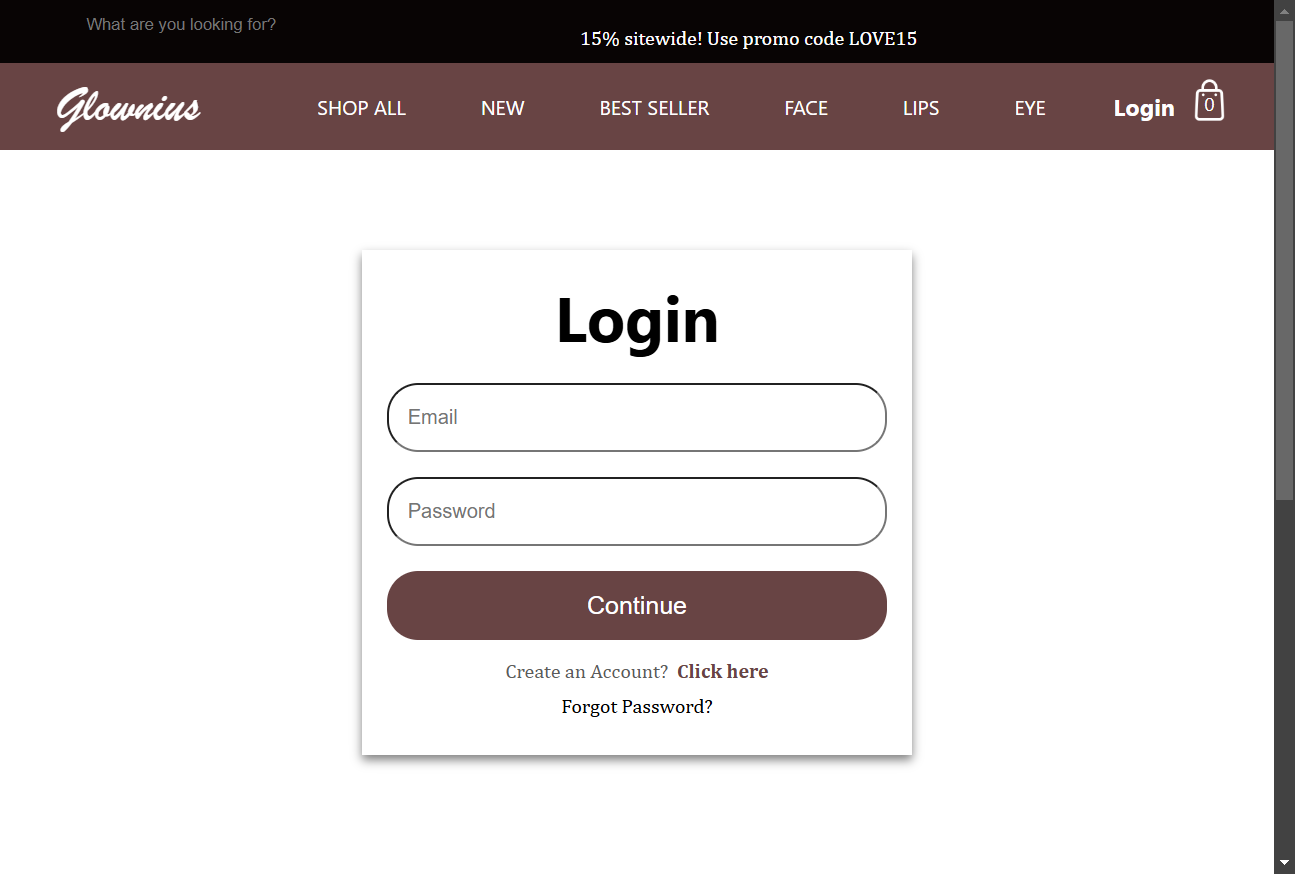 What are you looking for?
15% sitewide! Use promo code LOVE15
Glownius
SHOP ALL
NEW
BEST SELLER
FACE
LIPS
EYE
Login
0
Login
Email
Password
Continue
Create an Account? Click here
Forgot Password?